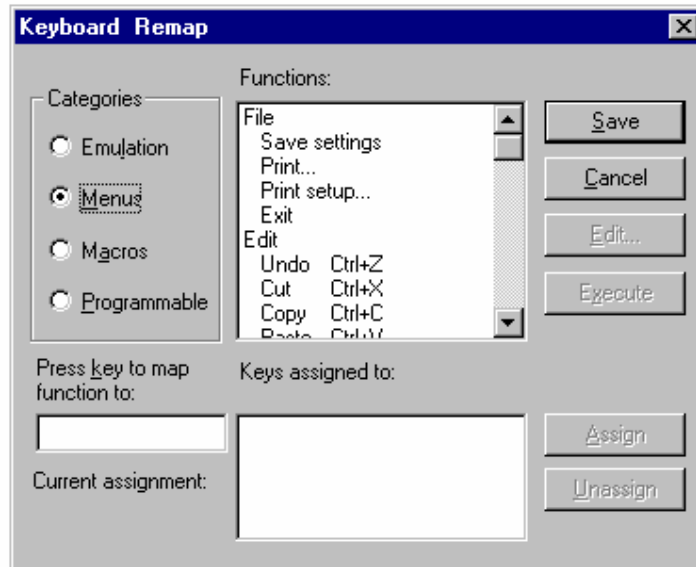 Keyboard Remap
Categories
Emulation
Menus
Macros
Programmable
Functions:
File
Save settings
Print...
Print setup...
Exit
Edit
Undo Ctrl+Z
Cut Ctrl+X
Copy Ctrl+C
Paste Ctrl+V
Save
Cancel
Edit...
Execute
Press key to map
function to:
Current assignment:
Keys assigned to:
Assign
Unassign